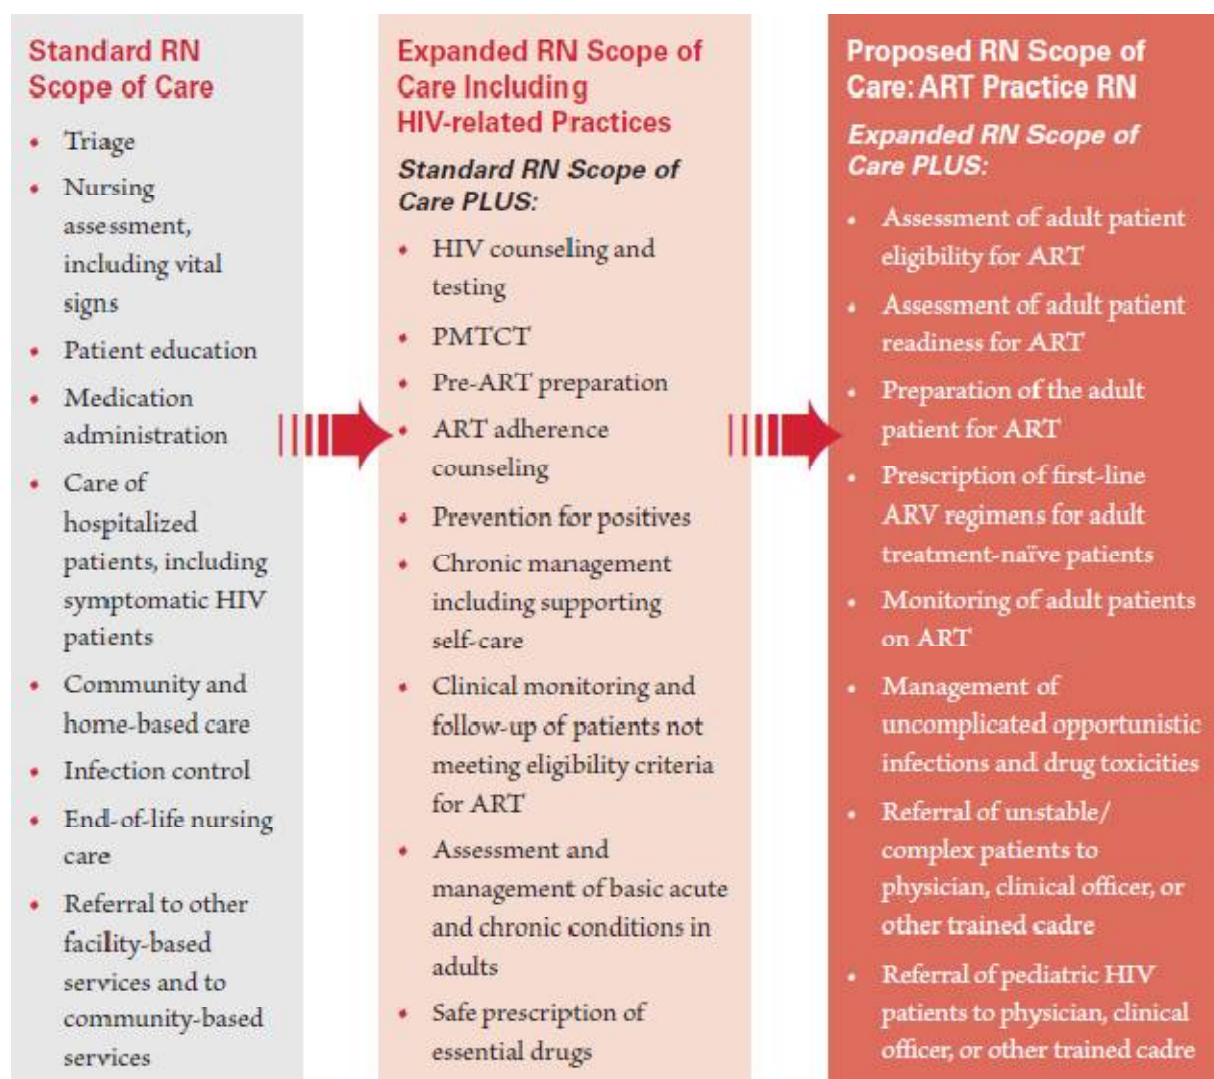 Standard RN
Scope of Care
• Triage
• Nursing
assessment,
including vital
signs
• Patient education
• Medication
administration
• Care of
hospitalized
patients, including
symptomatic HIV
patients
• Community and
home-based care
• Infection control
• End-of-life nursing
care
• Referral to other
facility-based
services and to
community-based
services
Expanded RN Scope of
Care Including
HIV-related Practices
Standard RN Scope of
Care PLUS:
• HIV counseling and
testing
• PMTCT
• Pre-ART preparation
• ART adherence
counseling
• Prevention for positives
• Chronic management
including supporting
self-care
• Clinical monitoring and
follow-up of patients not
meeting eligibility criteria
for ART
• Assessment and
management of basic acute
and chronic conditions in
adults
• Safe prescription of
essential drugs
Proposed RN Scope of
Care: ART Practice RN
Expanded RN Scope of
Care PLUS:
• Assessment of adult patient
eligibility for ART
• Assessment of adult patient
readiness for ART
• Preparation of the adult
patient for ART
• Prescription of first-line
ARV regimens for adult
treatment-naïve patients
• Monitoring of adult patients
on ART
• Management of
uncomplicated opportunistic
infections and drug toxicities
• Referral of unstable/
complex patients to
physician, clinical officer, or
other trained cadre
• Referral of pediatric HIV
patients to physician, clinical
officer, or other trained cadre